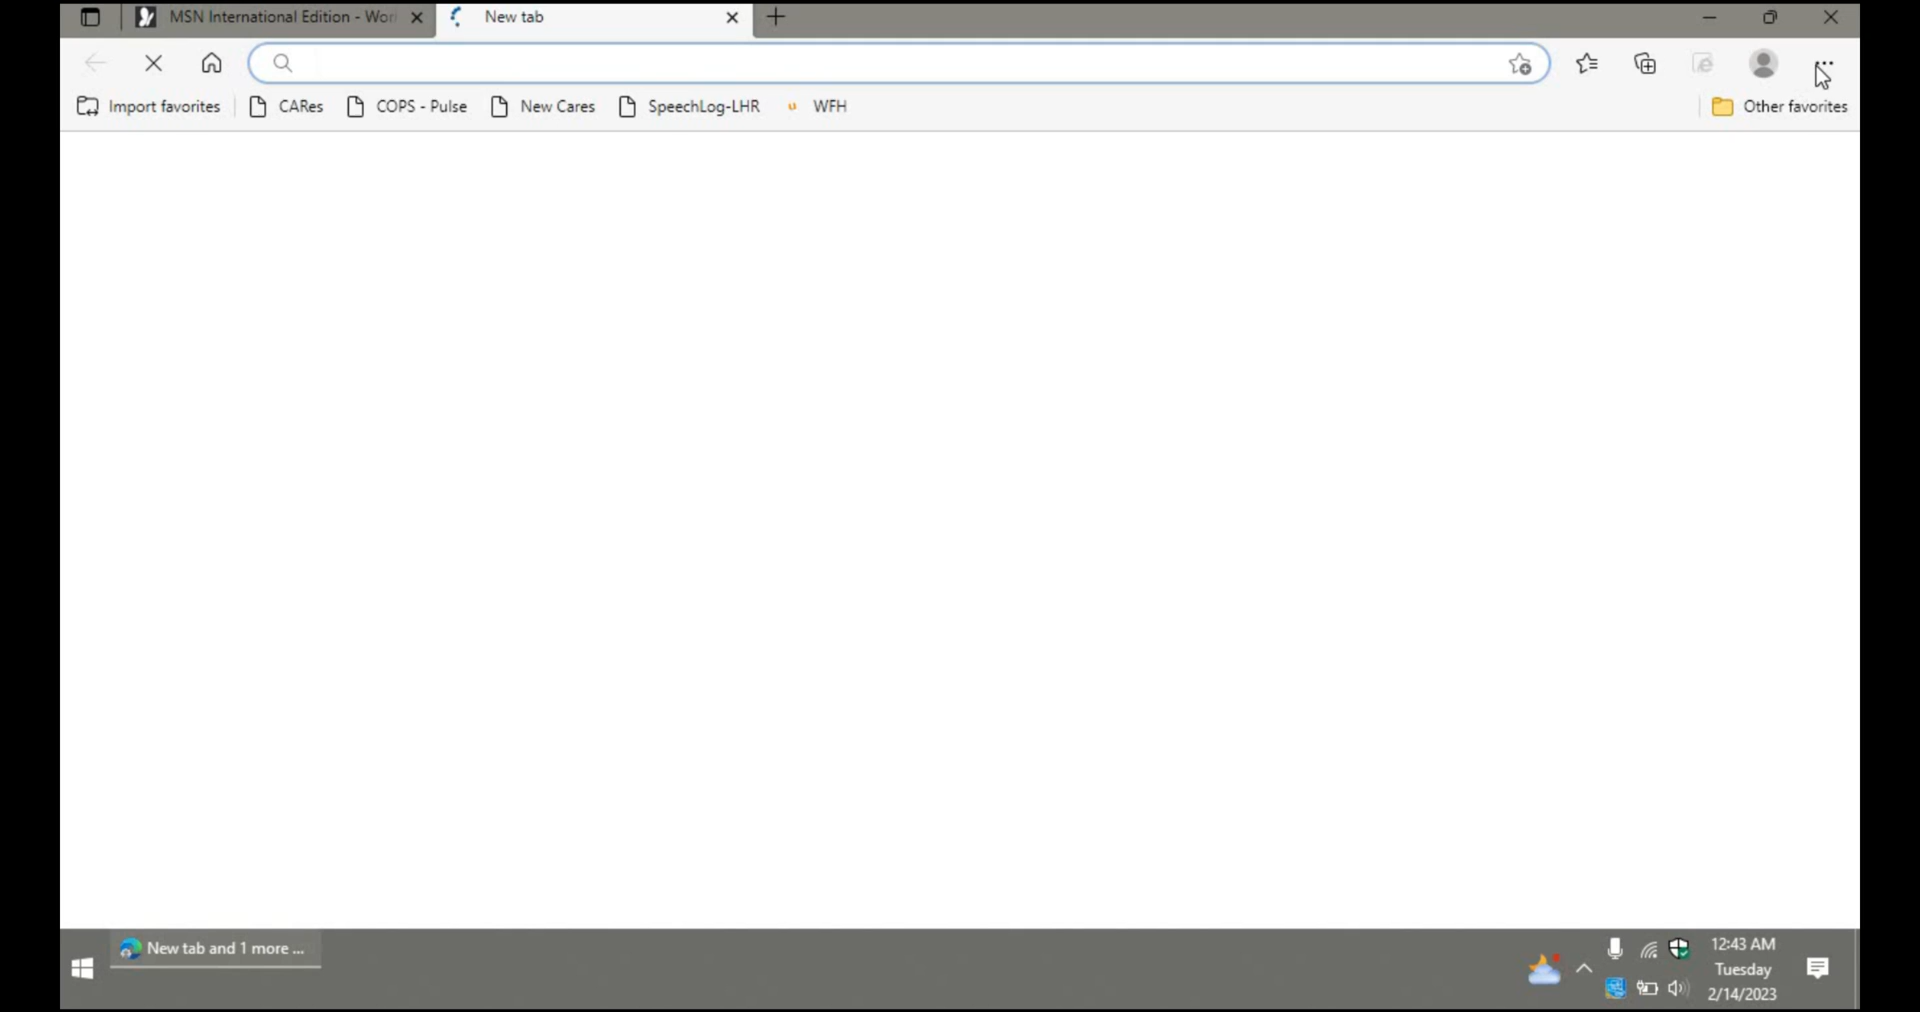 MSN International Edition - Wor
New tab
Import favorites
CARes
COPS - Pulse
New Cares
SpeechLog-LHR
u WFH
Other favorites
New tab and 1 more ...
12:43 AM
Tuesday
2/14/2023